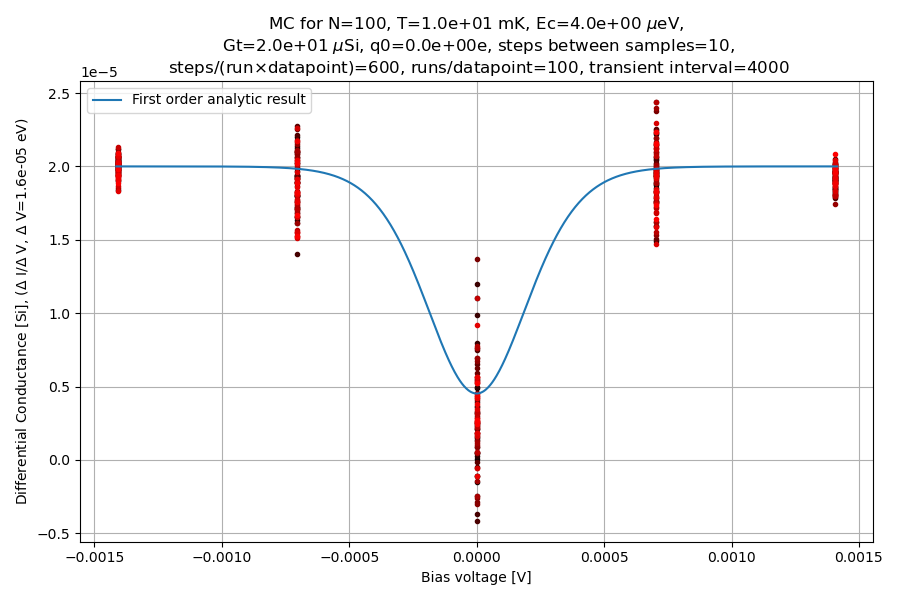 MC for N=100, T=1.0e+01 mK, Ec=4.0e+00 μeV,
Gt=2.0e+01 μSi, q0=0.0e+00e, steps between samples=10,
steps/(run×datapoint)=600, runs/datapoint=100, transient interval=4000
1e−5
First order analytic result
Differential Conductance [Si], (Δ I/Δ V, Δ V=1.6e-05 eV)
2.5
2.0
1.5
1.0
0.5
0.0
−0.5
−0.0015 −0.0010 −0.0005 0.0000 0.0005 0.0010 0.0015
Bias voltage [V]